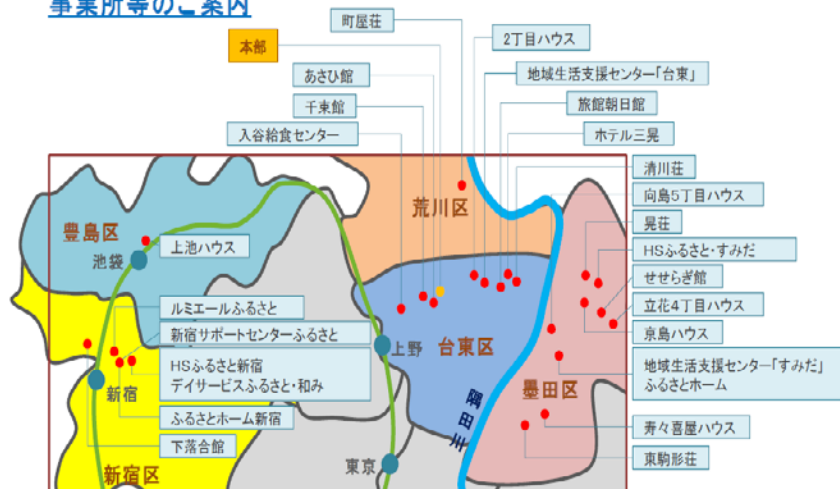 事業所等のご案内
町屋荘
本部
2丁目ハウス
あさひ館
地域生活支援センター「台東」
千束館
旅館朝日館
入谷給食センター
ホテル三晃
清川荘
向島5丁目ハウス
荒川区
晃荘
豊島区
上池ハウス
HSふるさと・すみだ
池袋
せせらぎ館
ルミエールふるさと
立花4丁目ハウス
新宿サポートセンターふるさと
京島ハウス
上野
台東区
HSふるさと新宿
デイサービスふるさと・和み
地域生活支援センター「すみだ」
ふるさとホーム
新宿
墨田区
ふるさとホーム新宿
寿々喜屋ハウス
隅田川
下落合館
東駒形荘
東京
新宿区